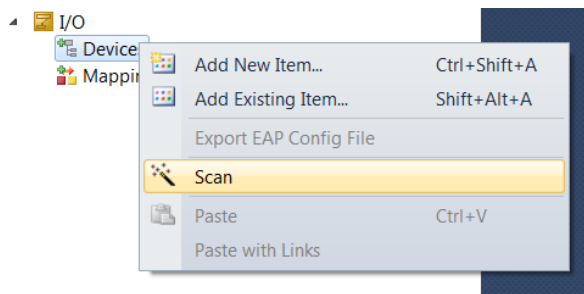 I/O
Device
Mappi
Add New Item... Ctrl+Shift+A
Add Existing Item... Shift+Alt+A
Export EAP Config File
Scan
Paste Ctrl+V
Paste with Links